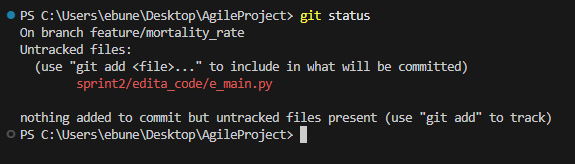 PS C:\Users\ebune\Desktop\AgileProject> git status
On branch feature/mortality_rate
Untracked files:
  (use "git add <file>..." to include in what will be committed)
        sprint2/edita_code/e_main.py

nothing added to commit but untracked files present (use "git add" to track)
PS C:\Users\ebune\Desktop\AgileProject>